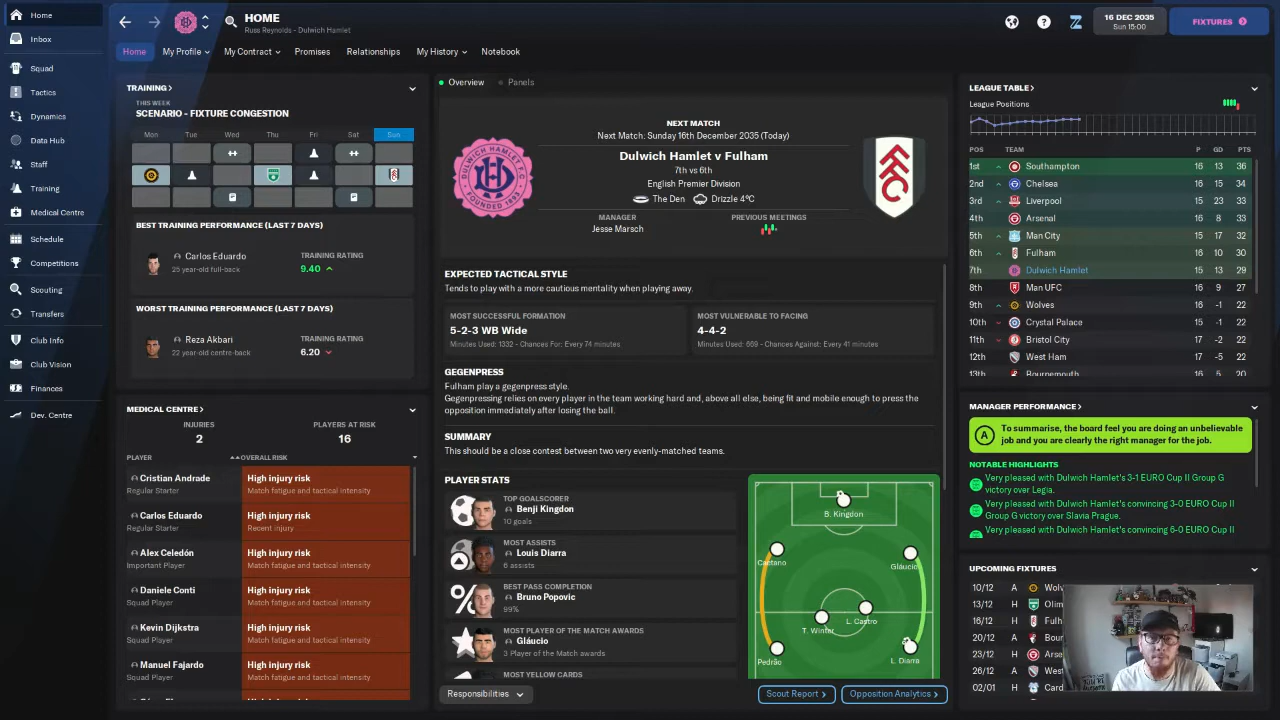 Home
Inbox
Squad
Tactics
Dynamics
Data Hub
Staff
Training
Medical Centre
Schedule
Competitions
Scouting
Transfers
Club Info
Club Vision
Finances
Dev. Centre
HOME
Russ Reynolds - Dulwich Hamlet
16 DEC 2035
Sun 15:00
FIXTURES
Home
My Profile
My Contract
Promises
Relationships
My History
Notebook
TRAINING
THIS WEEK
SCENARIO - FIXTURE CONGESTION
Mon Tue Wed Thu Fri Sat Sun
BEST TRAINING PERFORMANCE (LAST 7 DAYS)
Carlos Eduardo
25 year-old full-back
TRAINING RATING
9.40
WORST TRAINING PERFORMANCE (LAST 7 DAYS)
Reza Akbari
22 year-old centre-back
TRAINING RATING
6.20
MEDICAL CENTRE
INJURIES
2
PLAYERS AT RISK
16
PLAYER OVERALL RISK
Cristian Andrade High injury risk
Regular Starter Match fatigue and tactical intensity
Carlos Eduardo High injury risk
Regular Starter Recent injury
Alex Celedón High injury risk
Important Player Match fatigue and tactical intensity
Daniele Conti High injury risk
Squad Player Match fatigue and tactical intensity
Kevin Dijkstra High injury risk
Squad Player Match fatigue and tactical intensity
Manuel Fajardo High injury risk
Squad Player Match fatigue and tactical intensity
Overview
Panels
NEXT MATCH
Next Match: Sunday 16th December 2035 (Today)
Dulwich Hamlet v Fulham
7th vs 6th
English Premier Division
The Den Drizzle 4ºC
MANAGER
Jesse Marsch
PREVIOUS MEETINGS
DULWICH HAMLET F.C.
FOUNDED 1893
EXPECTED TACTICAL STYLE
Tends to play with a more cautious mentality when playing away.
MOST SUCCESSFUL FORMATION
5-2-3 WB Wide
Minutes Used: 1332 - Chances For: Every 74 minutes
MOST VULNERABLE TO FACING
4-4-2
Minutes Used: 669 - Chances Against: Every 41 minutes
GEGENPRESS
Fulham play a gegenpress style.
Gegenpressing relies on every player in the team working hard and, above all else, being fit and mobile enough to press the
opposition immediately after losing the ball.
SUMMARY
This should be a close contest between two very evenly-matched teams.
PLAYER STATS
TOP GOALSCORER
Benji Kingdon
10 goals
MOST ASSISTS
Louis Diarra
6 assists
BEST PASS COMPLETION
Bruno Popovic
99%
MOST PLAYER OF THE MATCH AWARDS
Gláucio
3 Player of the Match awards
MOST YELLOW CARDS
B. Kingdon
Caetano
Gláucio
T. Winter
L. Castro
Pedrão
L. Diarra
Responsibilities
Scout Report
Opposition Analytics
LEAGUE TABLE
League Positions
POS TEAM P GD PTS
1st Southampton 16 13 36
2nd Chelsea 16 15 34
3rd Liverpool 15 23 33
4th Arsenal 16 8 33
5th Man City 15 17 32
6th Fulham 16 10 30
7th Dulwich Hamlet 15 13 29
8th Man UFC 16 9 27
9th Wolves 16 -1 22
10th Crystal Palace 15 -1 22
11th Bristol City 17 -2 22
12th West Ham 17 -5 22
13th Bournemouth 16 5 20
MANAGER PERFORMANCE
A
To summarise, the board feel you are doing an unbelievable
job and you are clearly the right manager for the job.
NOTABLE HIGHLIGHTS
Very pleased with Dulwich Hamlet's 3-1 EURO Cup II Group G
victory over Legia.
Very pleased with Dulwich Hamlet's convincing 3-0 EURO Cup II
Group G victory over Slavia Prague.
Very pleased with Dulwich Hamlet's convincing 6-0 EURO Cup II
UPCOMING FIXTURES
10/12 A Wolv
13/12 H Olim
16/12 H Fulh
20/12 A Bour
23/12 H Arse
26/12 A West
02/01 H Card